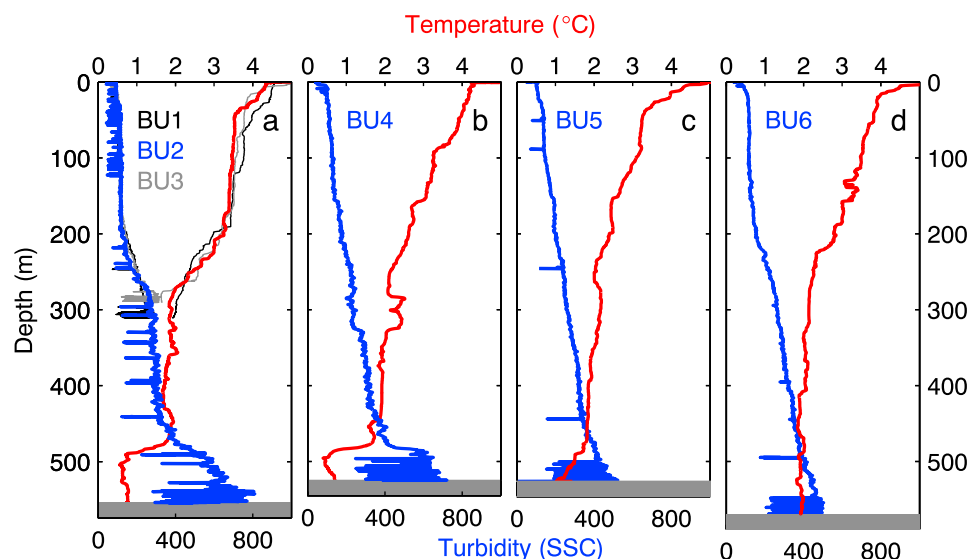 Temperature (°C)
0 1 2 3 4 0 1 2 3 4 0 1 2 3 4 0 1 2 3 4
0 BU1 a BU4 b BU5 c BU6 d 0
BU2
BU3
100 100
200 200
300 300
400 400
500 500
Depth (m)
0 400 800 0 400 800 0 400 800 0 400 800
Turbidity (SSC)